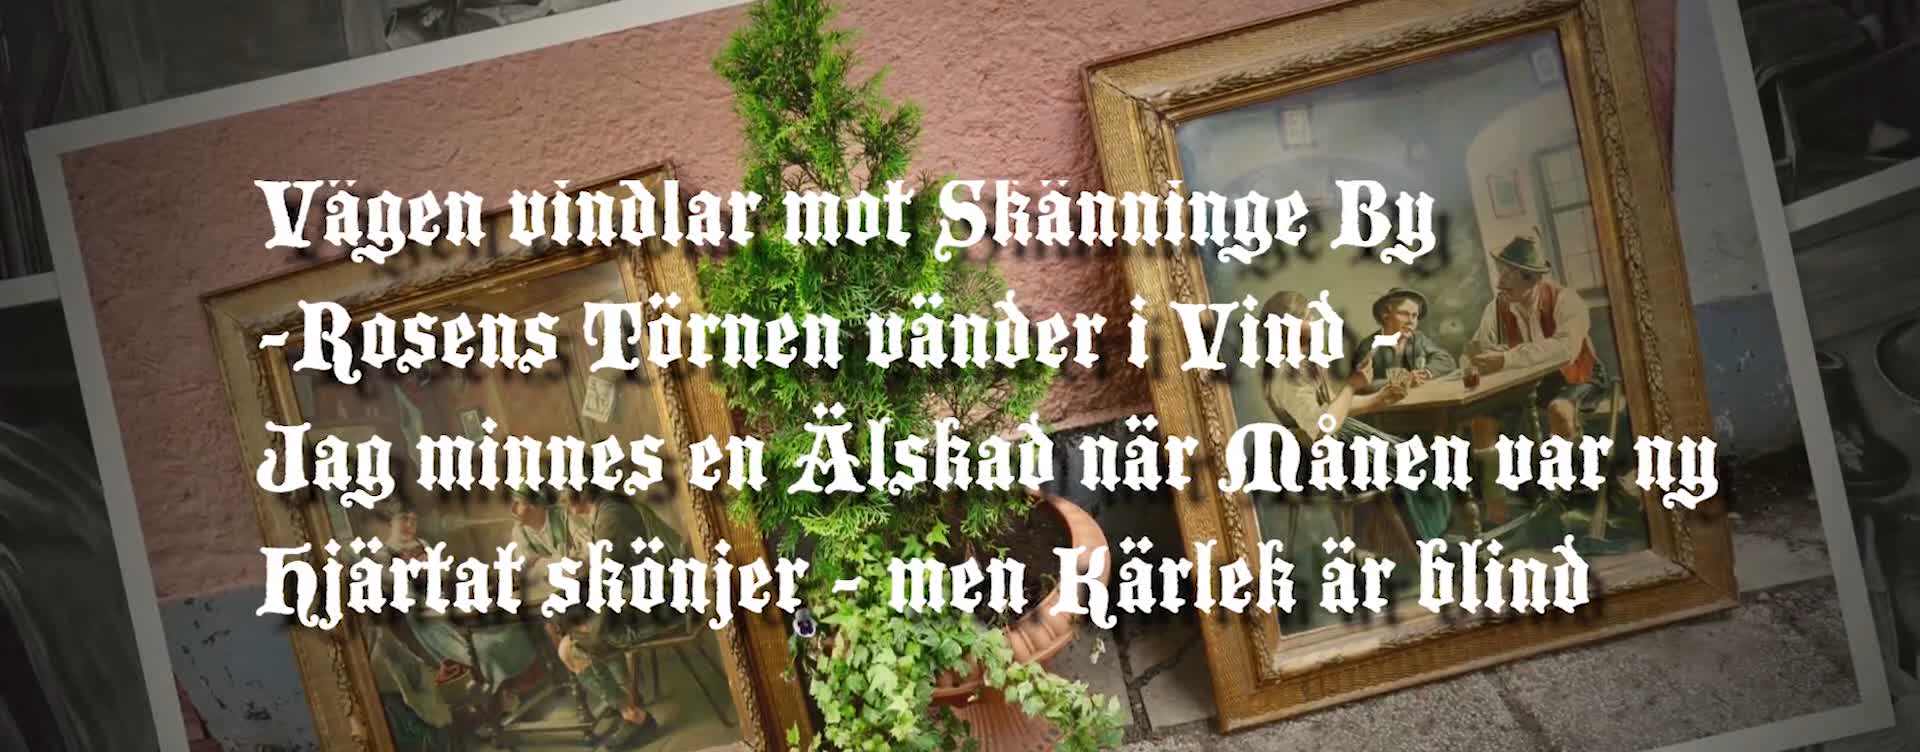 Vägen vindlar mot Skänninge By
~Rosens Törnen vänder i Vind ~
Jag minnes en Älskad när Månen var ny
Hjärtat skönjer ~ men Kärlek är blind